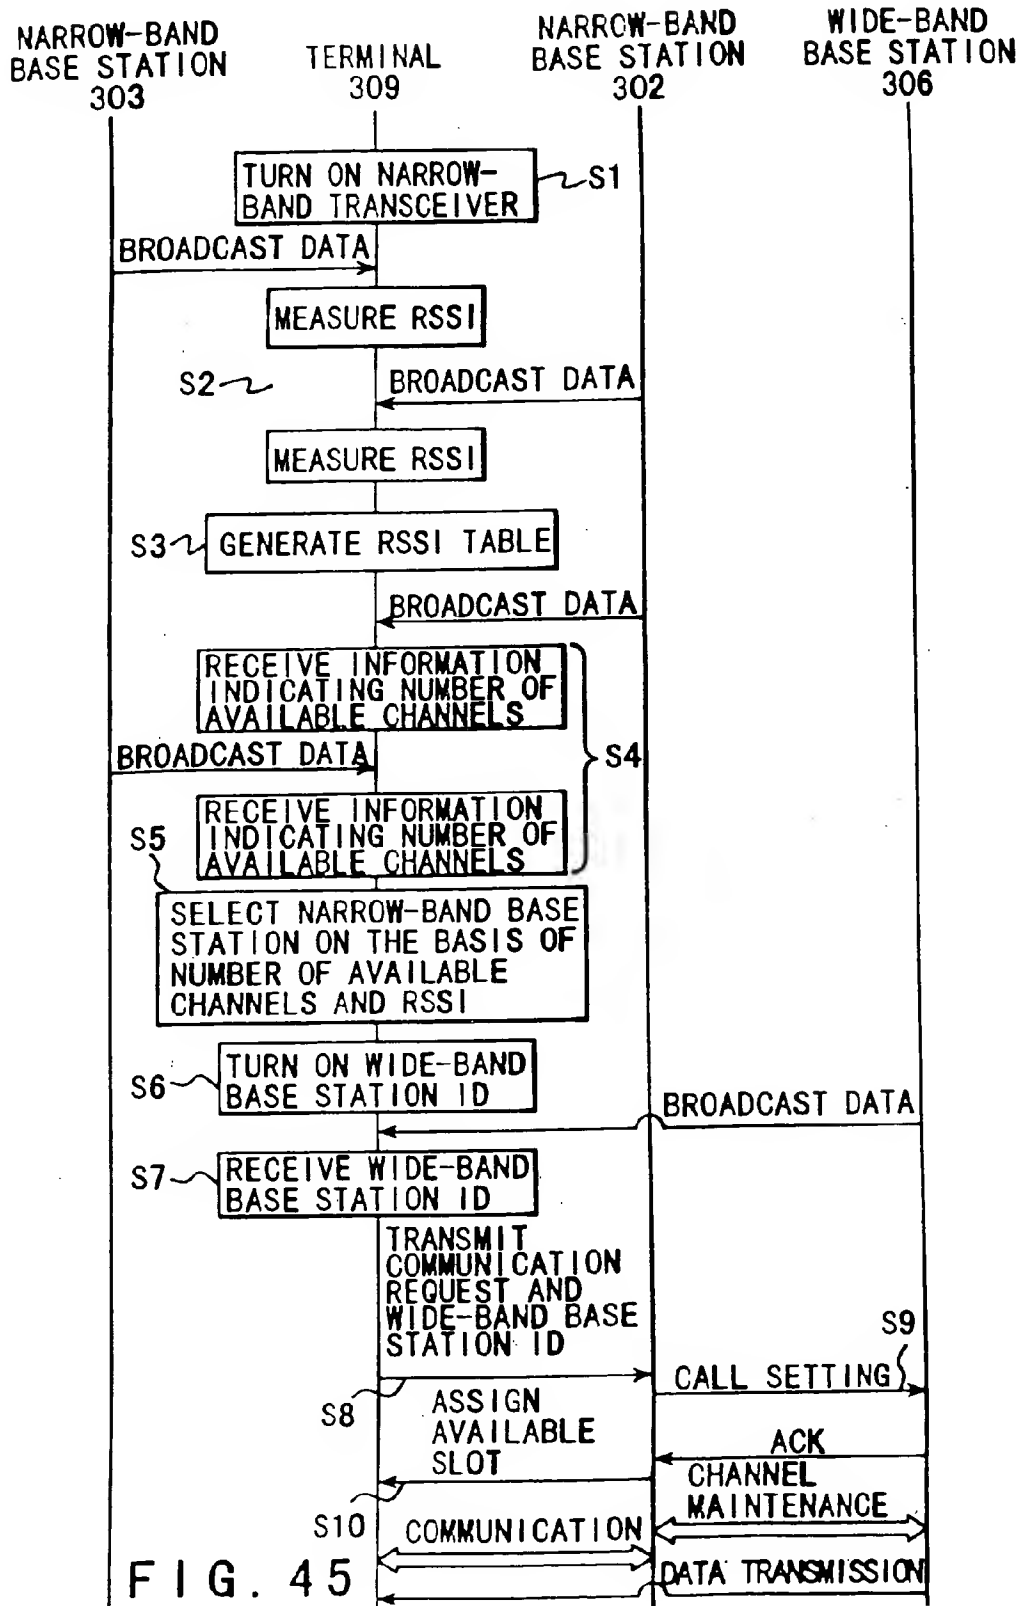 NARROW-BAND
BASE STATION
303
TERMINAL
309
NARROW-BAND
BASE STATION
302
WIDE-BAND
BASE STATION
306
TURN ON NARROW-
BAND TRANSCEIVER
S1
BROADCAST DATA
MEASURE RSSI
S2
BROADCAST DATA
MEASURE RSSI
S3
GENERATE RSSI TABLE
BROADCAST DATA
RECEIVE INFORMATION
INDICATING NUMBER OF
AVAILABLE CHANNELS
BROADCAST DATA
S4
RECEIVE INFORMATION
INDICATING NUMBER OF
AVAILABLE CHANNELS
S5
SELECT NARROW-BAND BASE
STATION ON THE BASIS OF
NUMBER OF AVAILABLE
CHANNELS AND RSSI
S6
TURN ON WIDE-BAND
BASE STATION ID
BROADCAST DATA
S7
RECEIVE WIDE-BAND
BASE STATION ID
TRANSMIT
COMMUNICATION
REQUEST AND
WIDE-BAND BASE
STATION ID
S9
S8
CALL SETTING
ASSIGN
AVAILABLE
SLOT
ACK
CHANNEL
MAINTENANCE
S10
COMMUNICATION
DATA TRANSMISSION
FIG. 45